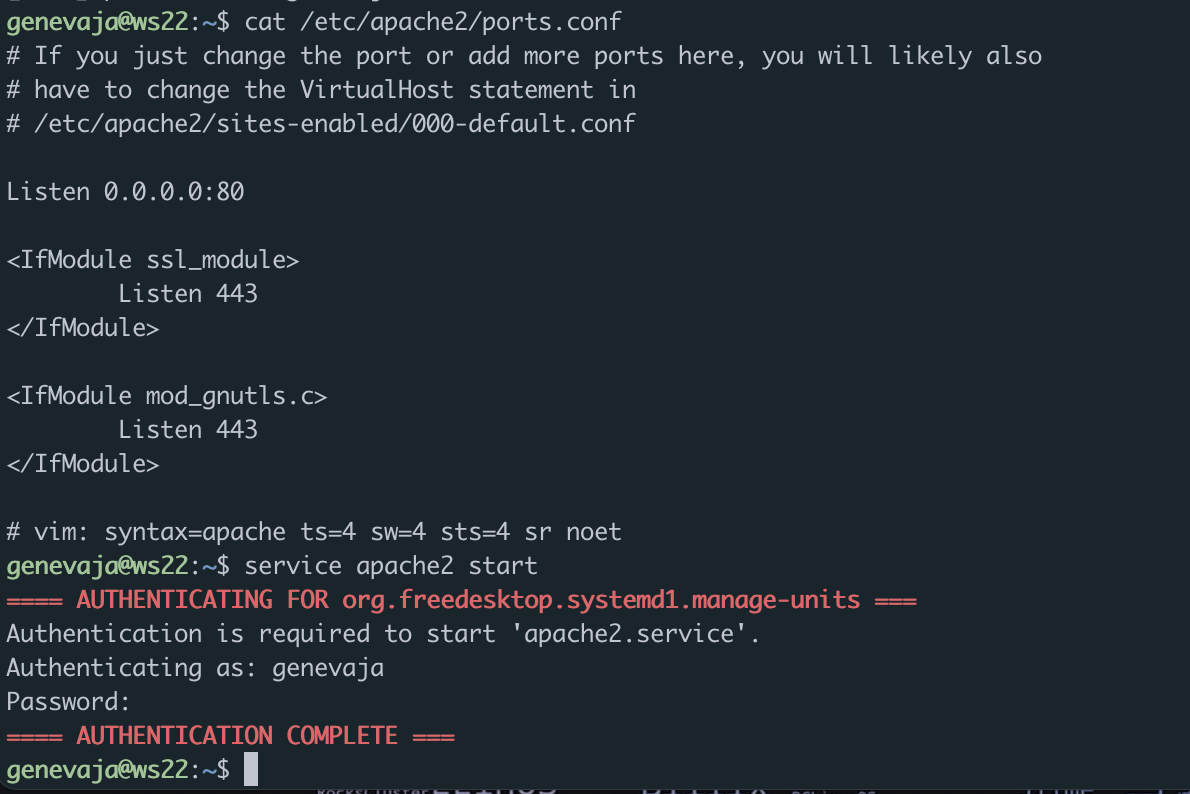 genevaja@ws22:~$ cat /etc/apache2/ports.conf
# If you just change the port or add more ports here, you will likely also
# have to change the VirtualHost statement in
# /etc/apache2/sites-enabled/000-default.conf
Listen 0.0.0.0:80
<IfModule ssl_module>
        Listen 443
</IfModule>
<IfModule mod_gnutls.c>
        Listen 443
</IfModule>
# vim: syntax=apache ts=4 sw=4 sts=4 sr noet
genevaja@ws22:~$ service apache2 start
==== AUTHENTICATING FOR org.freedesktop.systemd1.manage-units ===
Authentication is required to start 'apache2.service'.
Authenticating as: genevaja
Password:
==== AUTHENTICATION COMPLETE ===
genevaja@ws22:~$